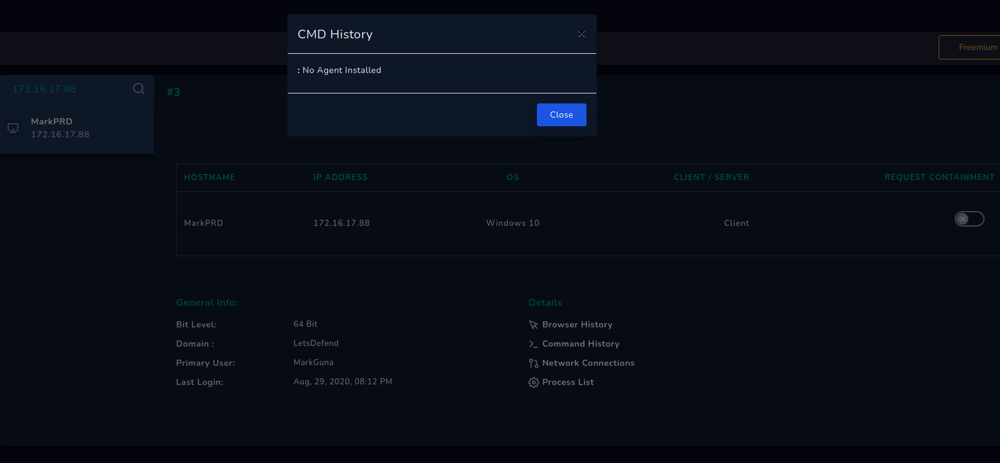 CMD History
: No Agent Installed
Close
Freemium
172.16.17.88
MarkPRD
172.16.17.88
#3
HOSTNAME IP ADDRESS OS CLIENT / SERVER REQUEST CONTAINMENT
MarkPRD 172.16.17.88 Windows 10 Client
General Info:
Bit Level: 64 Bit
Domain : LetsDefend
Primary User: MarkGuna
Last Login: Aug, 29, 2020, 08:12 PM
Details
Browser History
Command History
Network Connections
Process List